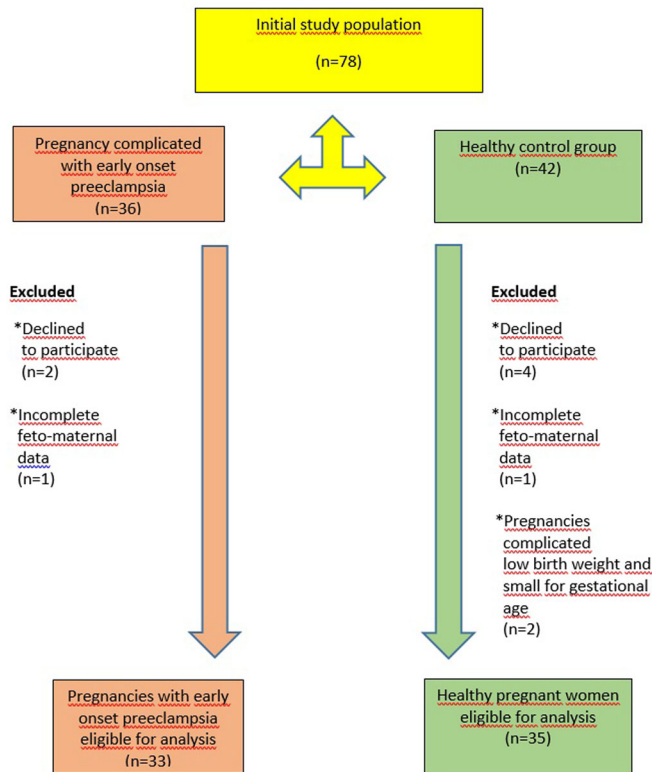 Initial study population
(n=78)
Pregnancy complicated
with early onset
preeclampsia
(n=36)
Healthy control group
(n=42)
Excluded
*Declined
to participate
(n=2)
*Incomplete
feto-maternal
data
(n=1)
Excluded
*Declined
to participate
(n=4)
*Incomplete
feto-maternal
data
(n=1)
*Pregnancies
complicated
low birth weight and
small for gestational
age
(n=2)
Pregnancies with early
onset preeclampsia
eligible for analysis
(n=33)
Healthy pregnant women
eligible for analysis
(n=35)